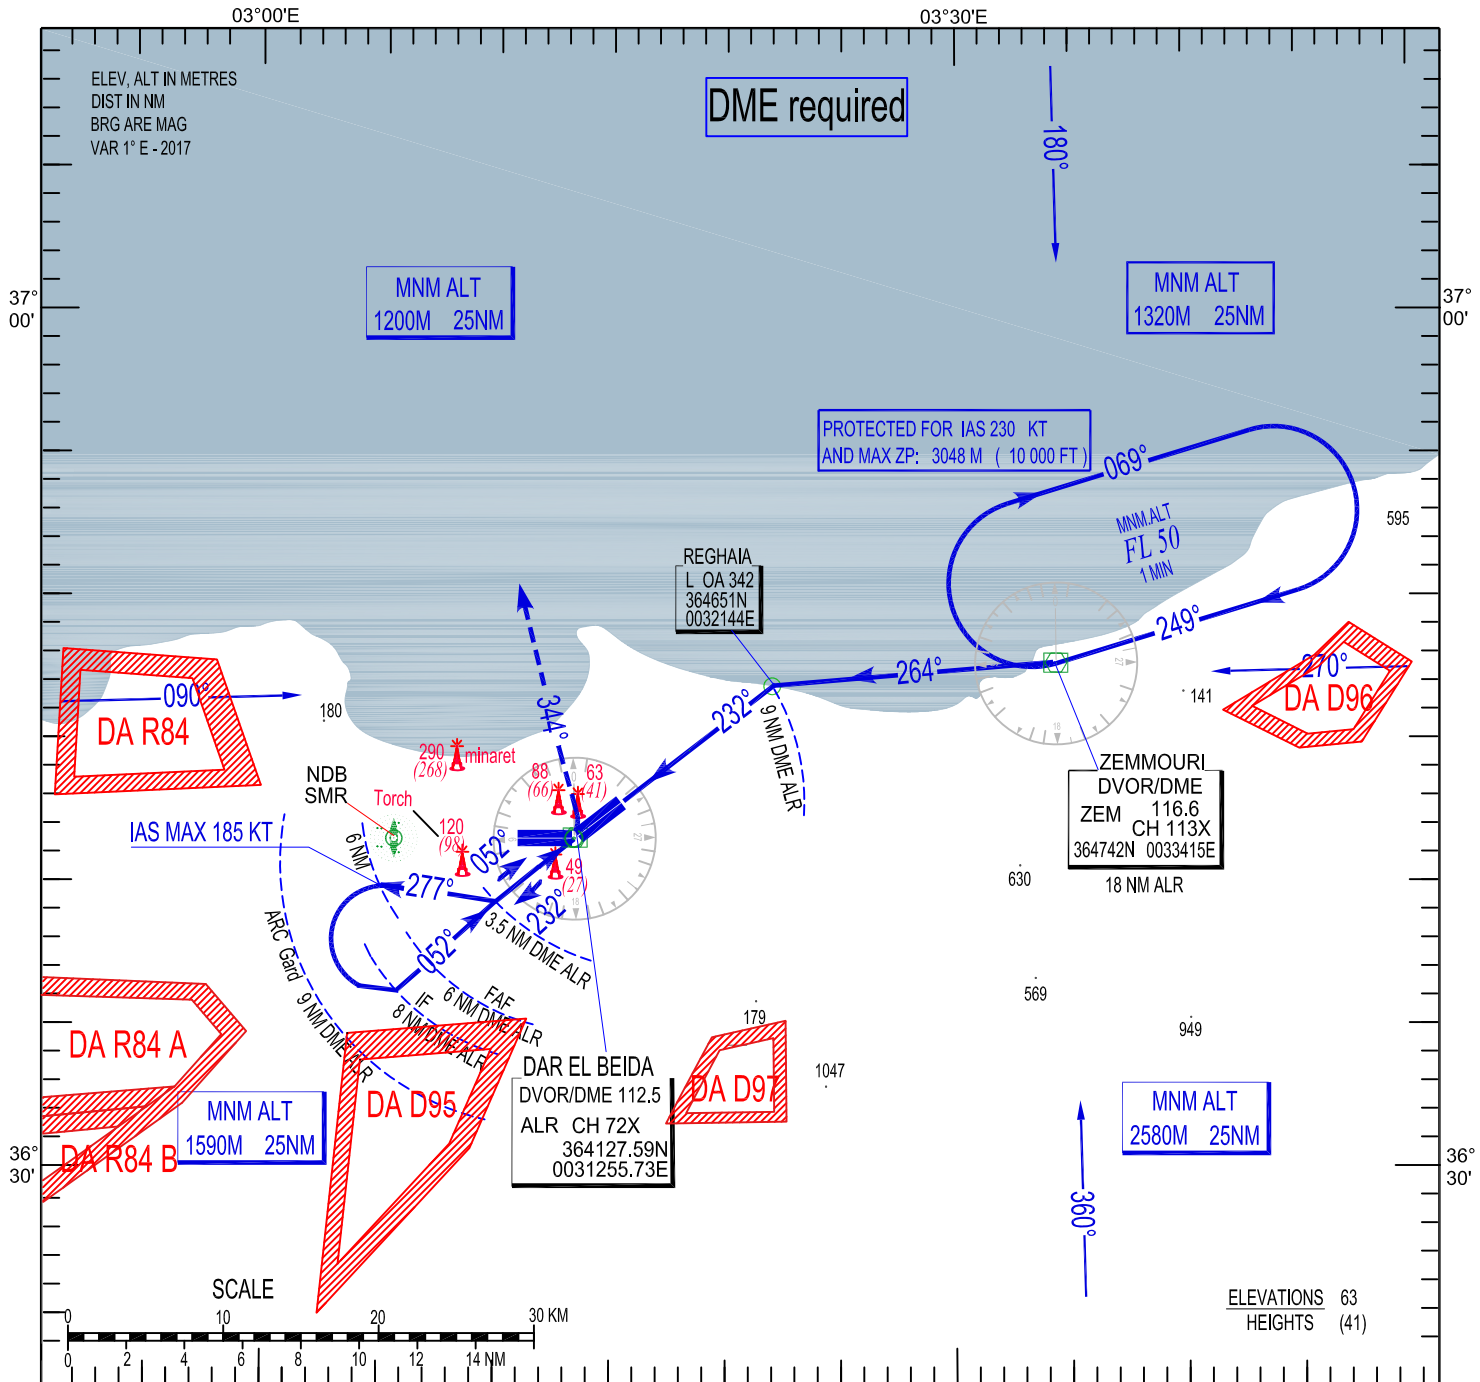 03°00'E
03°30'E
ELEV, ALT IN METRES
DIST IN NM
BRG ARE MAG
VAR 1° E - 2017
DME required
180°
MNM ALT
1200M 25NM
MNM ALT
1320M 25NM
37°
00'
37°
00'
PROTECTED FOR IAS 230 KT
AND MAX ZP: 3048 M ( 10 000 FT )
069°
MNM.ALT
FL 50
1 MIN
595
REGHAIA
L OA 342
364651N
0032144E
249°
264°
270°
DA D96
141
090°
DA R84
180
344°
232°
9 NM DME ALR
290
(268)
minaret
88
(66)
63
(41)
NDB
SMR
Torch
120
(98)
IAS MAX 185 KT
6 NM
052°
49
(27)
277°
232°
052°
3.5 NM DME ALR
ZEMMOURI
DVOR/DME
ZEM 116.6
CH 113X
364742N 0033415E
18 NM ALR
630
569
949
179
1047
ARC Gard 9 NM DME ALR
IF
8 NM DME ALR
FAF
6 NM DME ALR
DA R84 A
DA R84 B
MNM ALT
1590M 25NM
DA D95
DAR EL BEIDA
DVOR/DME 112.5
ALR CH 72X
364127.59N
0031255.73E
DA D97
MNM ALT
2580M 25NM
36°
30'
36°
30'
360°
SCALE
0 10 20 30 KM
0 2 4 6 8 10 12 14 NM
ELEVATIONS 63
HEIGHTS (41)